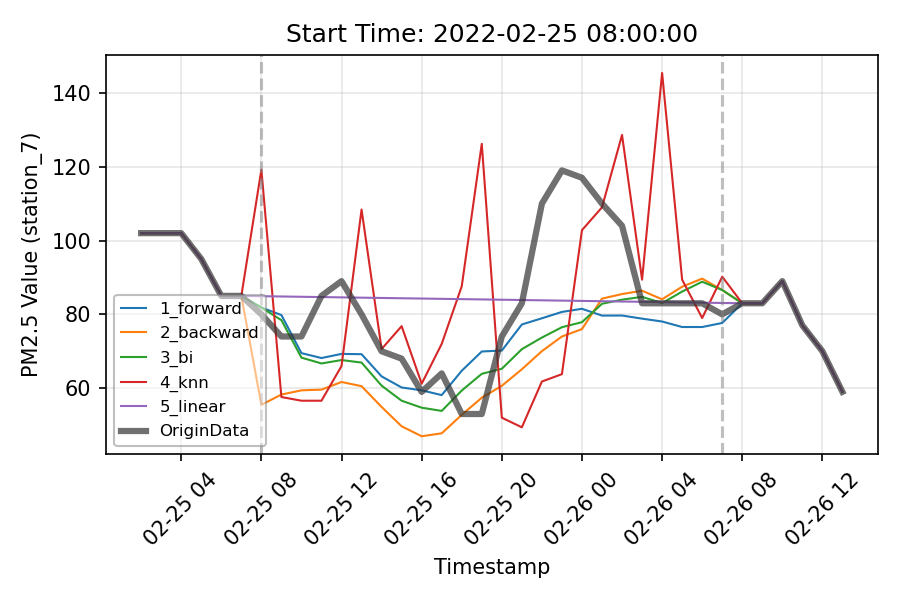 Start Time: 2022-02-25 08:00:00
PM2.5 Value (station_7)
140
120
100
80
60
1_forward
2_backward
3_bi
4_knn
5_linear
OriginData
02-25 04
02-25 08
02-25 12
02-25 16
02-25 20
02-26 00
02-26 04
02-26 08
02-26 12
Timestamp